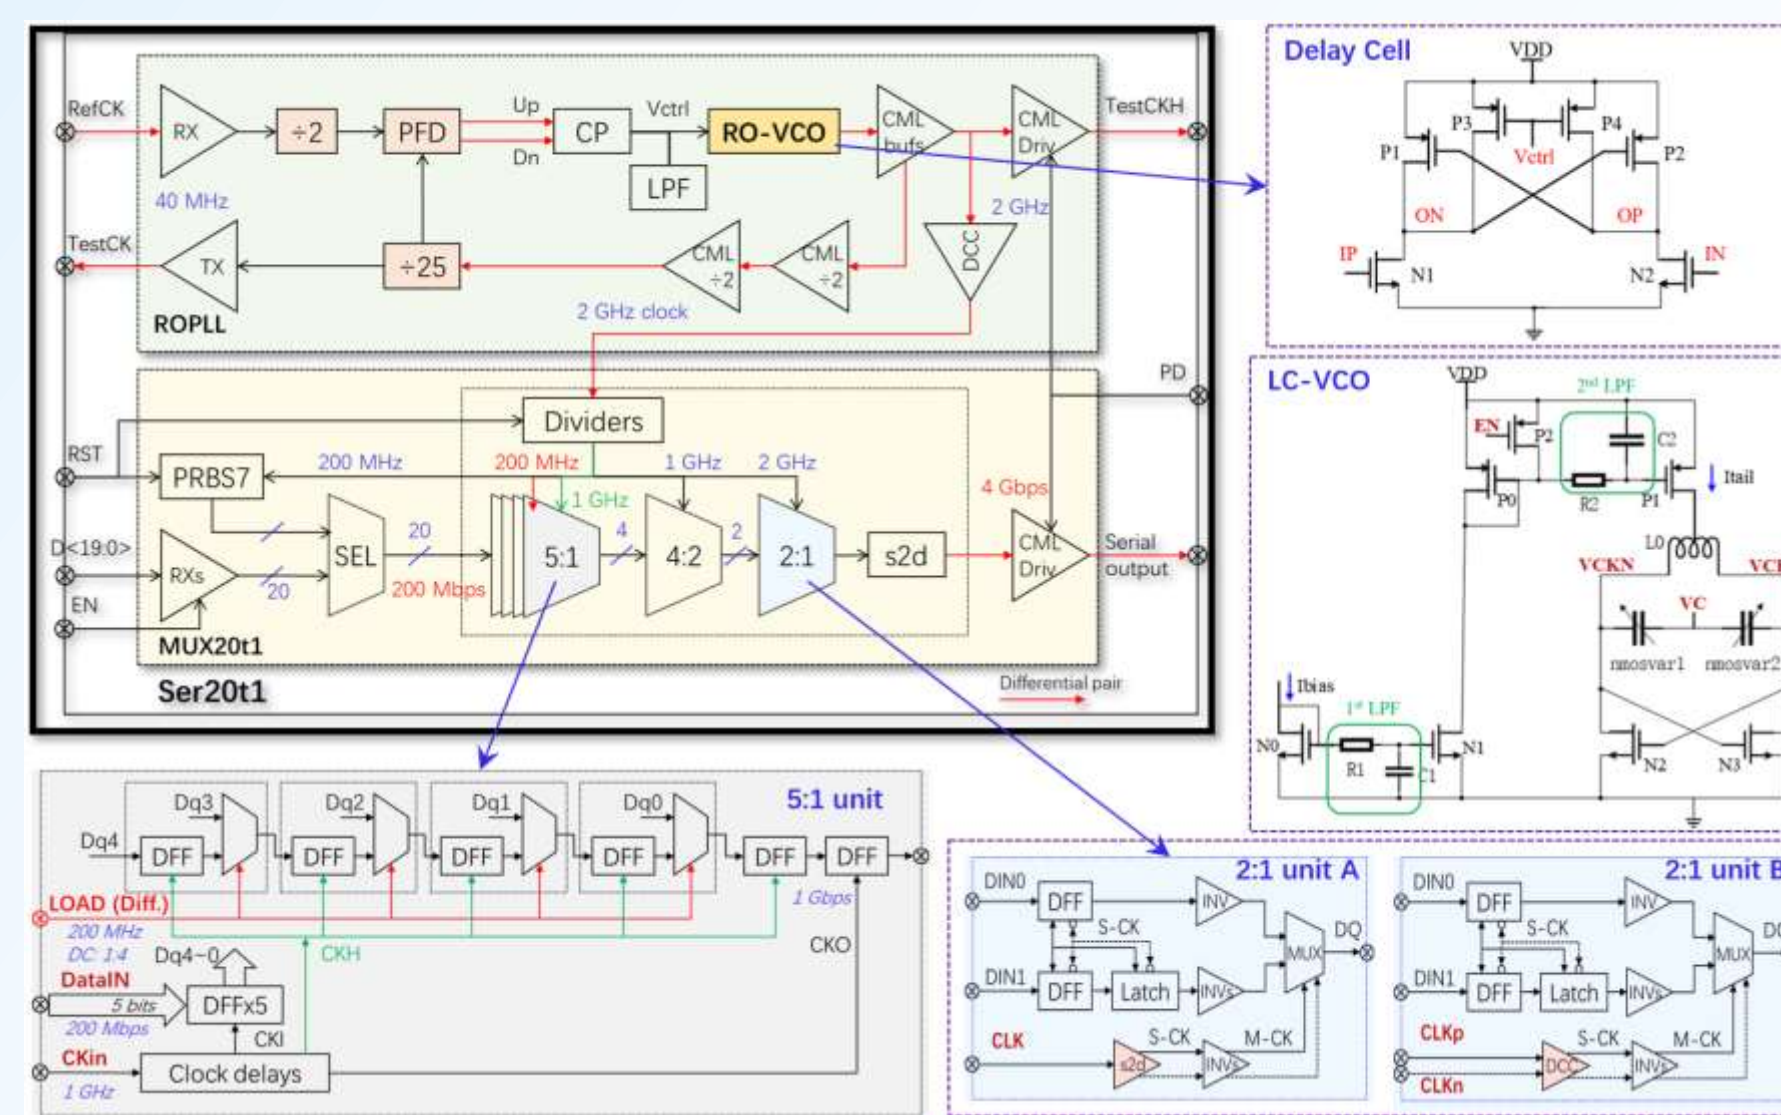 RefCK
RX
÷2
PFD
Up
Dn
CP
Vctrl
LPF
RO-VCO
CML
bufs
CML
Driv
TestCKH
40 MHz
2 GHz
TestCK
TX
÷25
CML
÷2
CML
÷2
DCC
2 GHz clock
ROPLL
PD
Dividers
RST
PRBS7
200 MHz
200 MHz
1 GHz
2 GHz
1 GHz
4 Gbps
D<19:0>
RXs
20
SEL
20
200 Mbps
5:1
4
4:2
2
2:1
s2d
CML
Driv
Serial
output
EN
MUX20t1
Ser20t1
Differential pair
Delay Cell
VDD
P3
P4
P1
Vctrl
P2
ON
OP
IP
IN
N1
N2
LC-VCO
VDD
2nd LPF
EN
P2
C2
P0
R2
P1
Itail
L0
VCKN
VC
nmosvar1
nmosvar2
Ibias
1st LPF
N0
R1
C1
N1
N2
N3
5:1 unit
Dq3
Dq2
Dq1
Dq0
Dq4
DFF
DFF
DFF
DFF
DFF
DFF
LOAD (Diff.)
200 MHz
DC: 1:4
1 Gbps
Dq4~0
CKH
CKO
DataIN
5 bits
200 Mbps
DFFx5
CKI
CKin
1 GHz
Clock delays
2:1 unit A
DIN0
DFF
INV
S-CK
MUX
DQ
DIN1
DFF
Latch
INVs
CLK
S-CK
M-CK
s2d
INVs
2:1 unit B
DIN0
DFF
INV
S-CK
MUX
DIN1
DFF
Latch
INVs
CLKp
S-CK
M-CK
DCC
INVs
CLKn